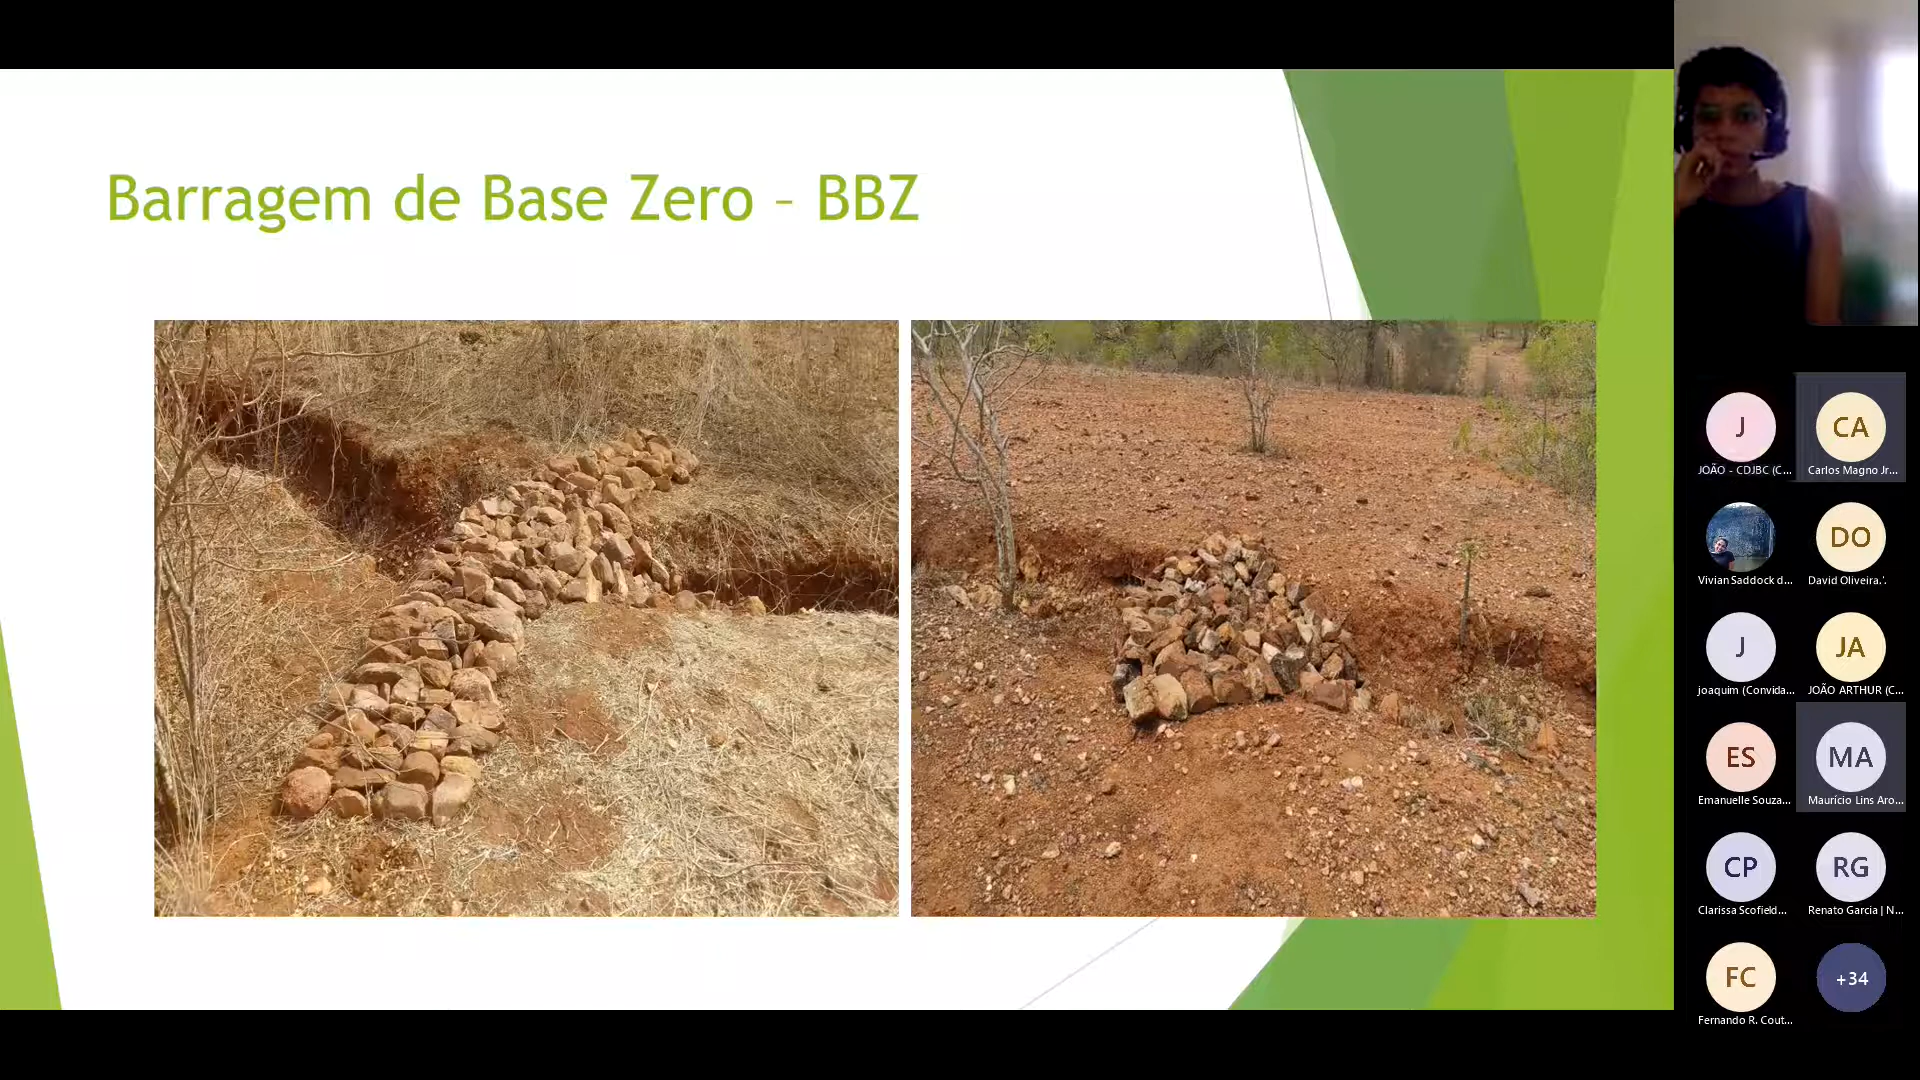 Barragem de Base Zero – BBZ
J
JOÃO - CDJBC (C...
CA
Carlos Magno Jr...
Vivian Saddock d...
DO
David Oliveira.'.
J
joaquim (Convida...
JA
JOÃO ARTHUR (C...
ES
Emanuelle Souza...
MA
Maurício Lins Aro...
CP
Clarissa Scofield...
RG
Renato Garcia | N...
FC
Fernando R. Cout...
+34